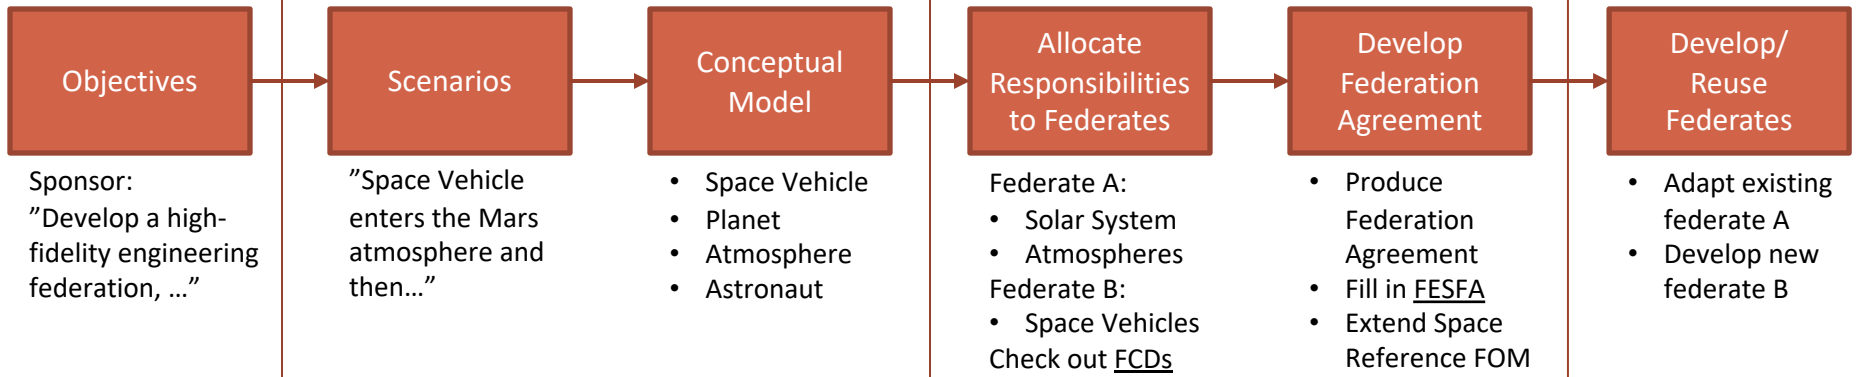 Objectives
Scenarios
Conceptual
Model
Allocate
Responsibilities
to Federates
Develop
Federation
Agreement
Develop/
Reuse
Federates
Sponsor:
”Develop a high-
fidelity engineering
federation, …”
”Space Vehicle
enters the Mars
atmosphere and
then…”
• Space Vehicle
• Planet
• Atmosphere
• Astronaut
Federate A:
• Solar System
• Atmospheres
Federate B:
• Space Vehicles
Check out FCDs
• Produce
Federation
Agreement
• Fill in FESFA
• Extend Space
Reference FOM
• Adapt existing
federate A
• Develop new
federate B